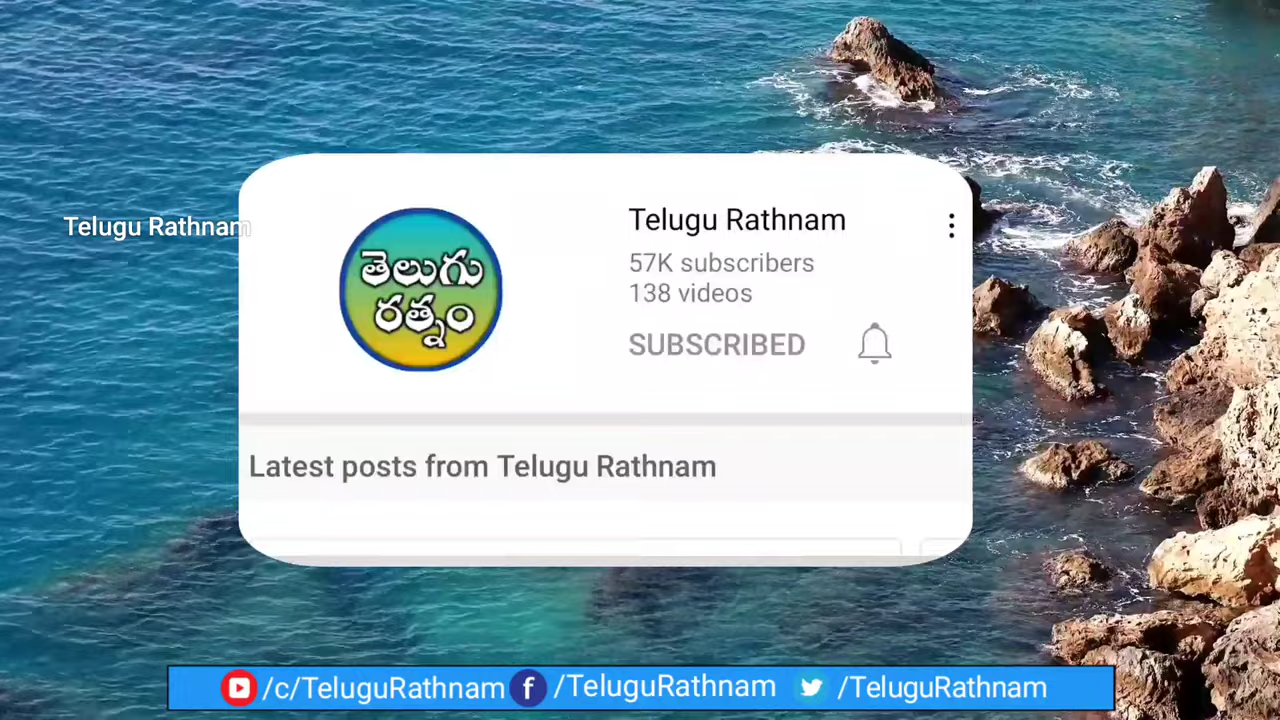 Telugu Rathnam
తెలుగు
రత్నం
Telugu Rathnam
57K subscribers
138 videos
SUBSCRIBED
Latest posts from Telugu Rathnam
/c/TeluguRathnam /TeluguRathnam /TeluguRathnam